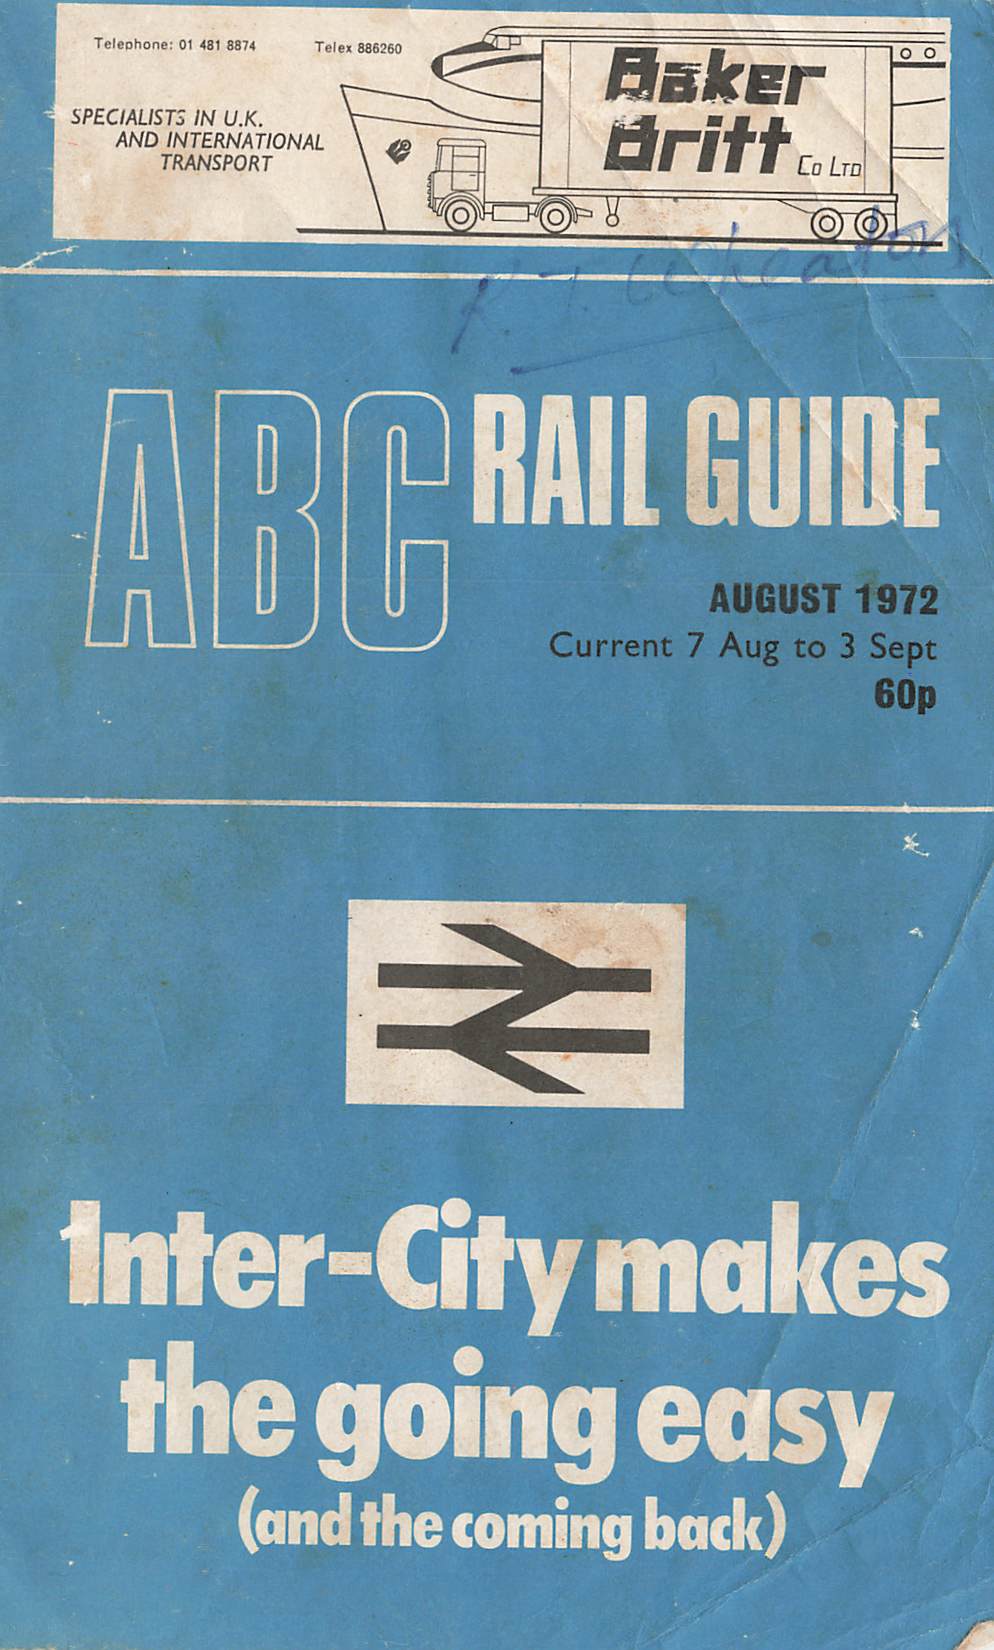 Telephone: 01 481 8874 Telex 886260
SPECIALISTS IN U.K.
AND INTERNATIONAL
TRANSPORT
Baker
Britt Co LTD
K. T. Wheaton
ABC RAIL GUIDE
AUGUST 1972
Current 7 Aug to 3 Sept
60p
Inter-City makes
the going easy
(and the coming back)